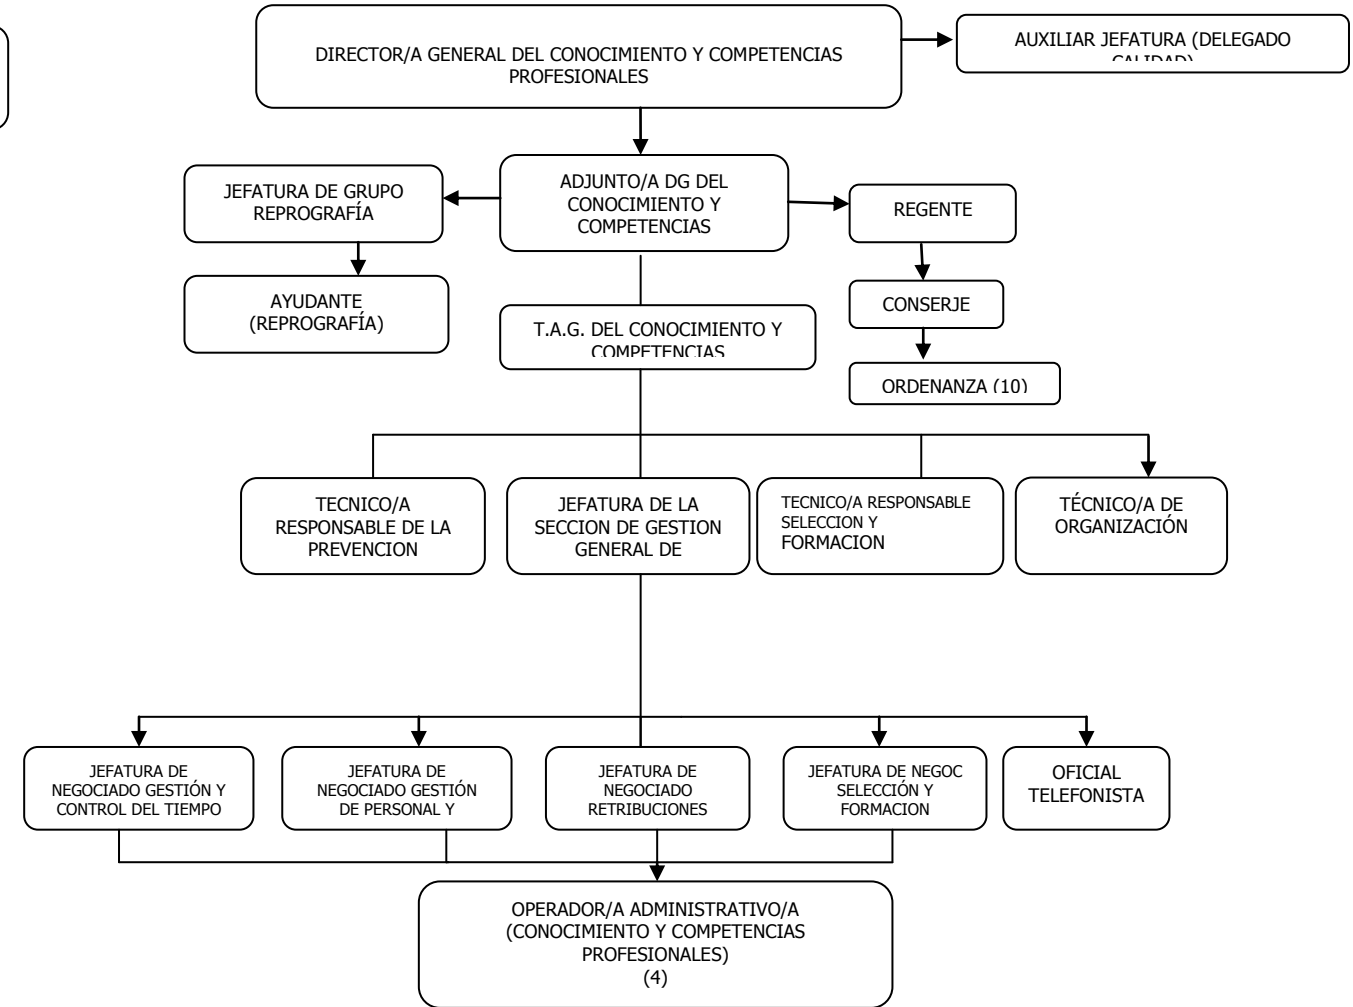 DIRECTOR/A GENERAL DEL CONOCIMIENTO Y COMPETENCIAS
PROFESIONALES
AUXILIAR JEFATURA (DELEGADO
CALIDAD)
JEFATURA DE GRUPO
REPROGRAFÍA
ADJUNTO/A DG DEL
CONOCIMIENTO Y
COMPETENCIAS
REGENTE
AYUDANTE
(REPROGRAFÍA)
CONSERJE
T.A.G. DEL CONOCIMIENTO Y
COMPETENCIAS
ORDENANZA (10)
TECNICO/A
RESPONSABLE DE LA
PREVENCION
JEFATURA DE LA
SECCION DE GESTION
GENERAL DE
TECNICO/A RESPONSABLE
SELECCION Y
FORMACION
TÉCNICO/A DE
ORGANIZACIÓN
JEFATURA DE
NEGOCIADO GESTIÓN Y
CONTROL DEL TIEMPO
JEFATURA DE
NEGOCIADO GESTIÓN
DE PERSONAL Y
JEFATURA DE
NEGOCIADO
RETRIBUCIONES
JEFATURA DE NEGOC
SELECCIÓN Y
FORMACION
OFICIAL
TELEFONISTA
OPERADOR/A ADMINISTRATIVO/A
(CONOCIMIENTO Y COMPETENCIAS
PROFESIONALES)
(4)